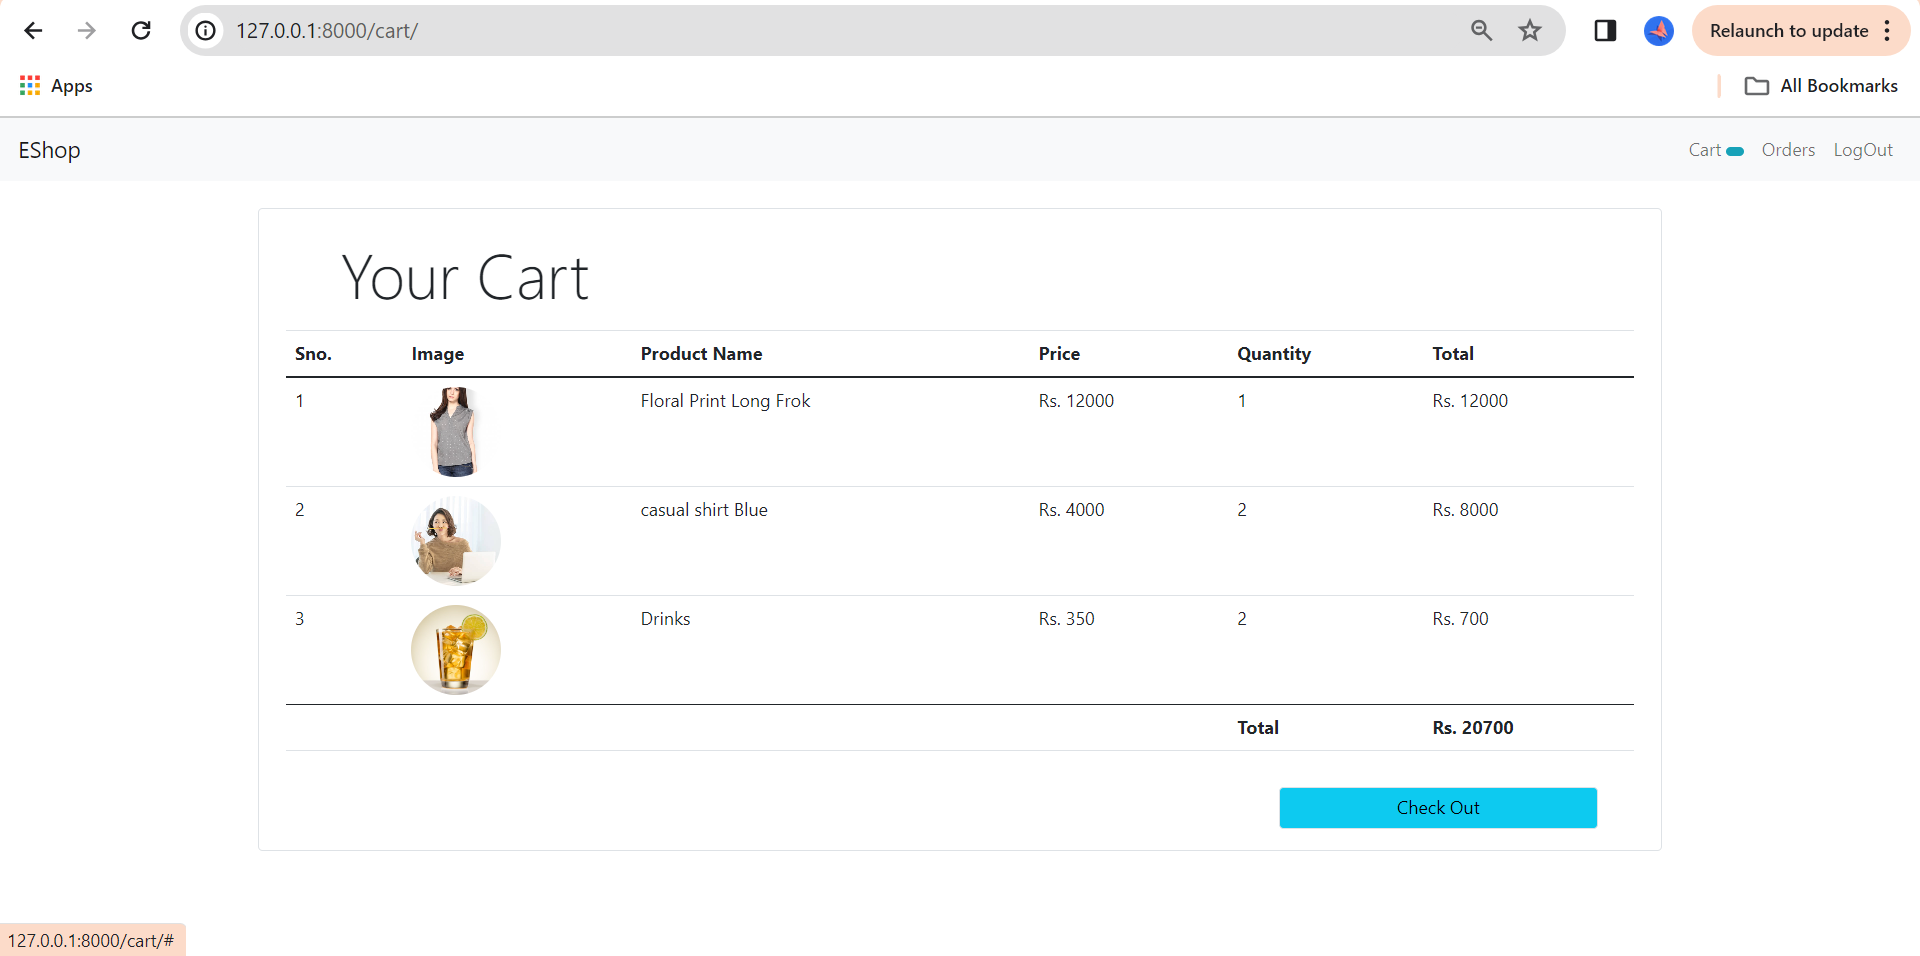 127.0.0.1:8000/cart/
Relaunch to update
Apps
All Bookmarks
EShop
Cart Orders LogOut
Your Cart
Sno. Image Product Name Price Quantity Total
1 Floral Print Long Frok Rs. 12000 1 Rs. 12000
2 casual shirt Blue Rs. 4000 2 Rs. 8000
3 Drinks Rs. 350 2 Rs. 700
Total Rs. 20700
Check Out
127.0.0.1:8000/cart/#